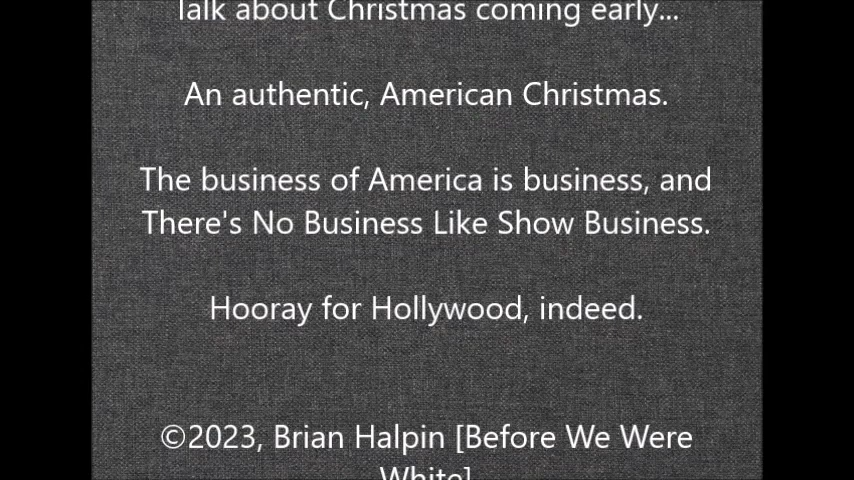 Talk about Christmas coming early...
An authentic, American Christmas.
The business of America is business, and
There's No Business Like Show Business.
Hooray for Hollywood, indeed.
©2023, Brian Halpin [Before We Were
White]